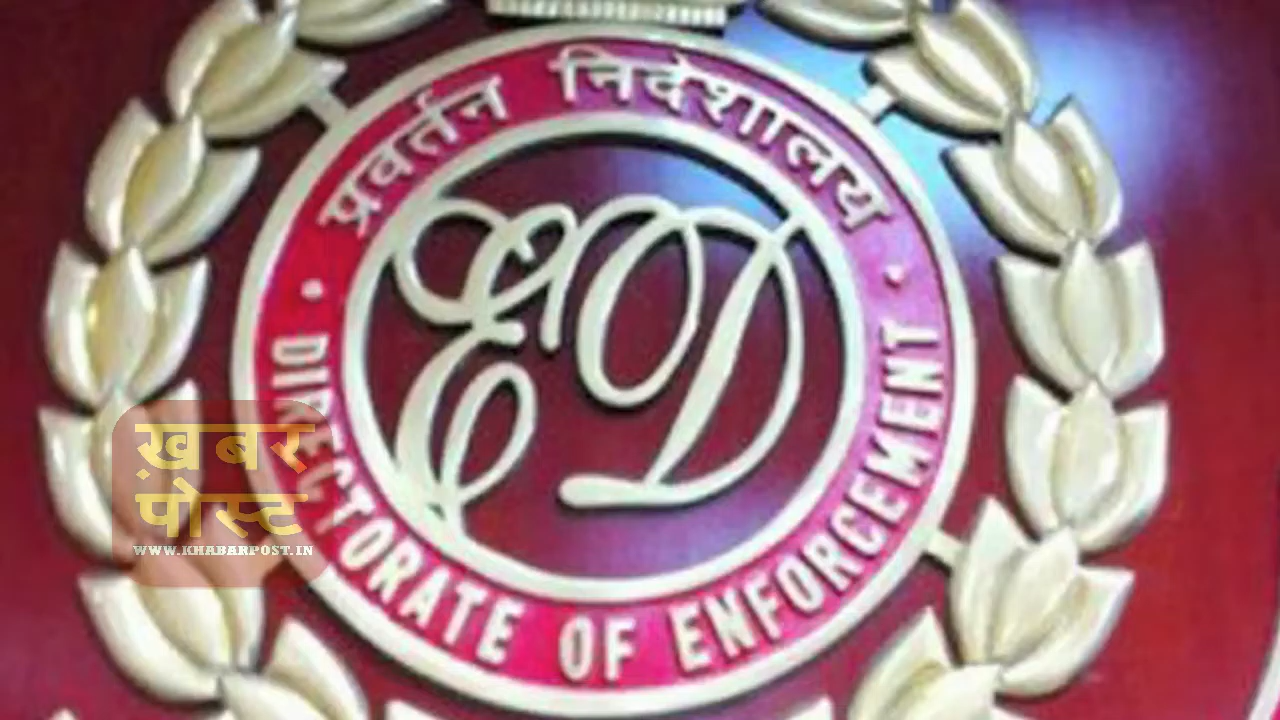 प्रवर्तन निदेशालय
ED
• DIRECTORATE OF ENFORCEMENT •
ख़बर
पोस्ट
WWW.KHABARPOST.IN